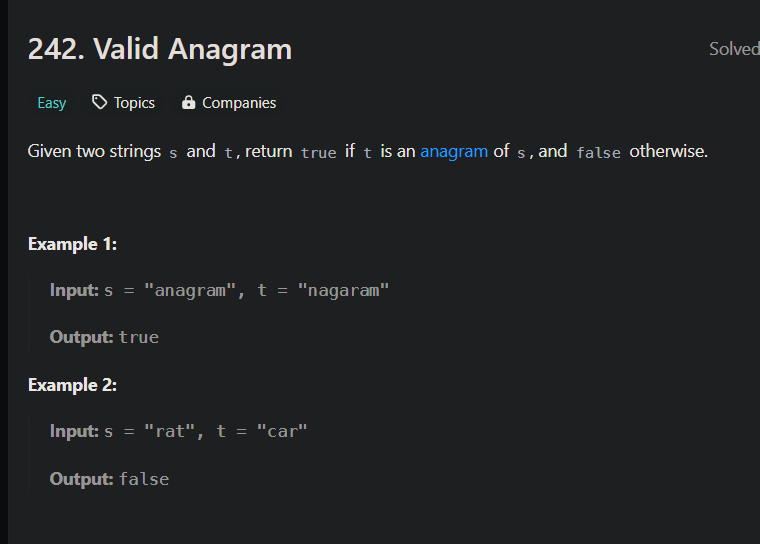 242. Valid Anagram
Solved
Easy Topics Companies
Given two strings s and t, return true if t is an anagram of s, and false otherwise.
Example 1:
Input: s = "anagram", t = "nagaram"
Output: true
Example 2:
Input: s = "rat", t = "car"
Output: false